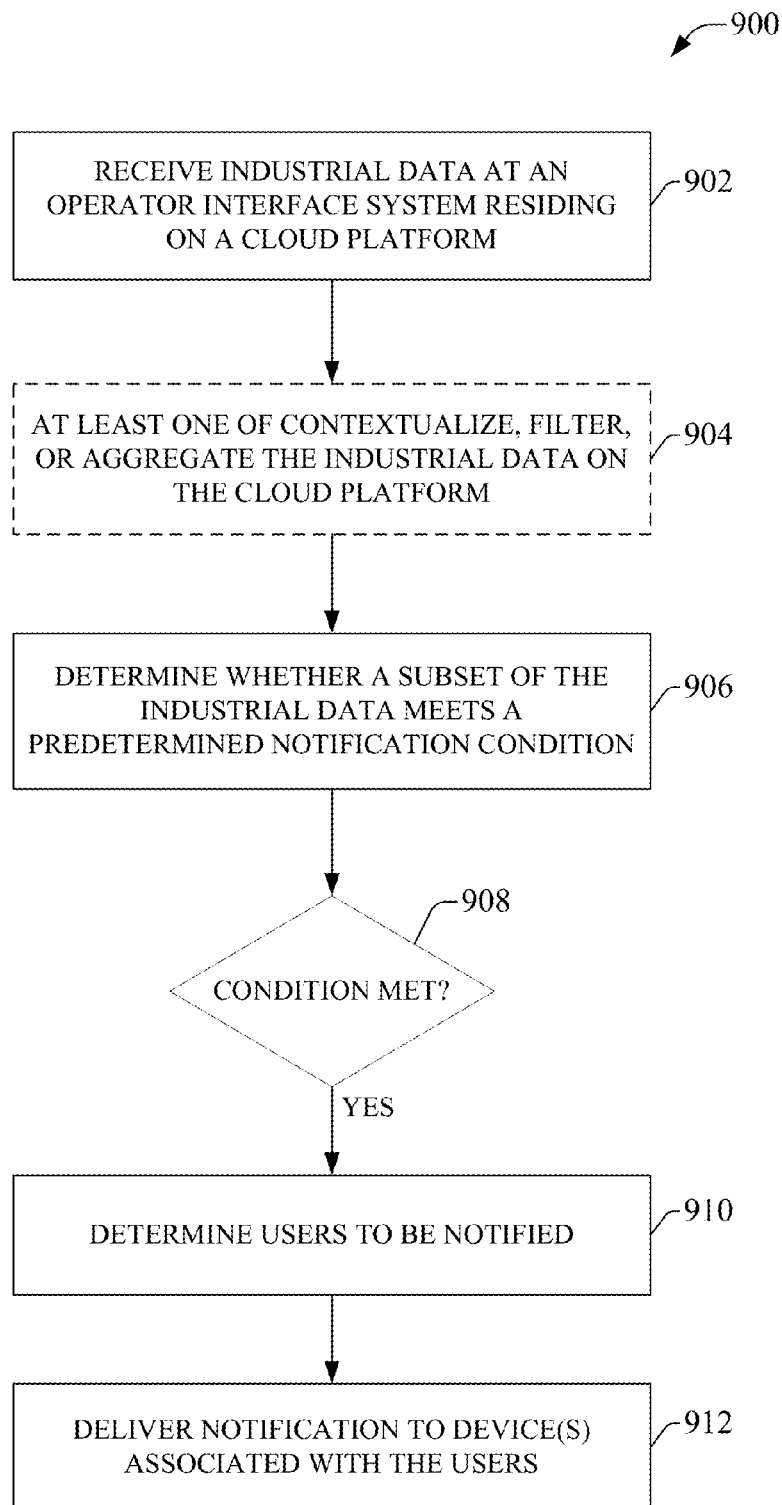 900
RECEIVE INDUSTRIAL DATA AT AN
OPERATOR INTERFACE SYSTEM RESIDING
ON A CLOUD PLATFORM
902
AT LEAST ONE OF CONTEXTUALIZE, FILTER,
OR AGGREGATE THE INDUSTRIAL DATA ON
THE CLOUD PLATFORM
904
DETERMINE WHETHER A SUBSET OF THE
INDUSTRIAL DATA MEETS A
PREDETERMINED NOTIFICATION CONDITION
906
908
CONDITION MET?
YES
DETERMINE USERS TO BE NOTIFIED
910
DELIVER NOTIFICATION TO DEVICE(S)
ASSOCIATED WITH THE USERS
912